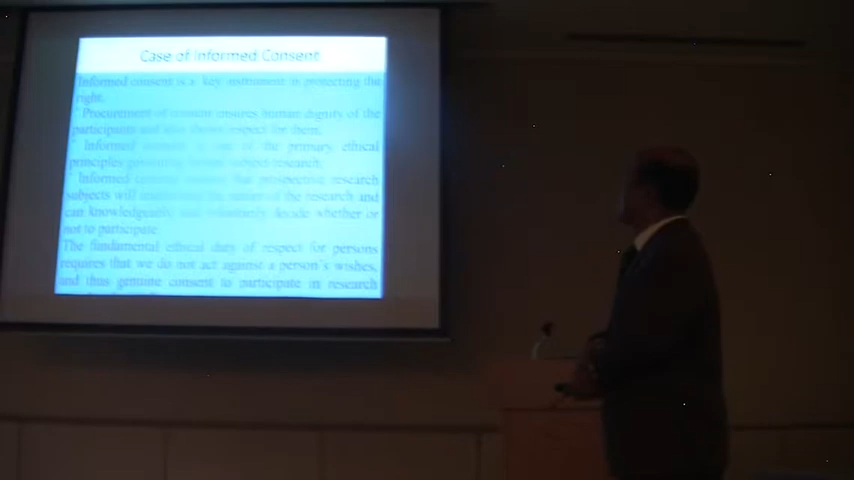 Case of Informed Consent
Informed consent is a key instrument in protecting the
right.
* Procurement of consent ensures human dignity of the
participants and also shows respect for them.
* Informed consent is one of the primary ethical
principles governing human subject research.
* Informed consent that prospective research
subjects will understand the nature of the research and
can knowledgeably and voluntarily decide whether or
not to participate.
The fundamental ethical duty of respect for persons
requires that we do not act against a person's wishes,
and thus genuine consent to participate in research